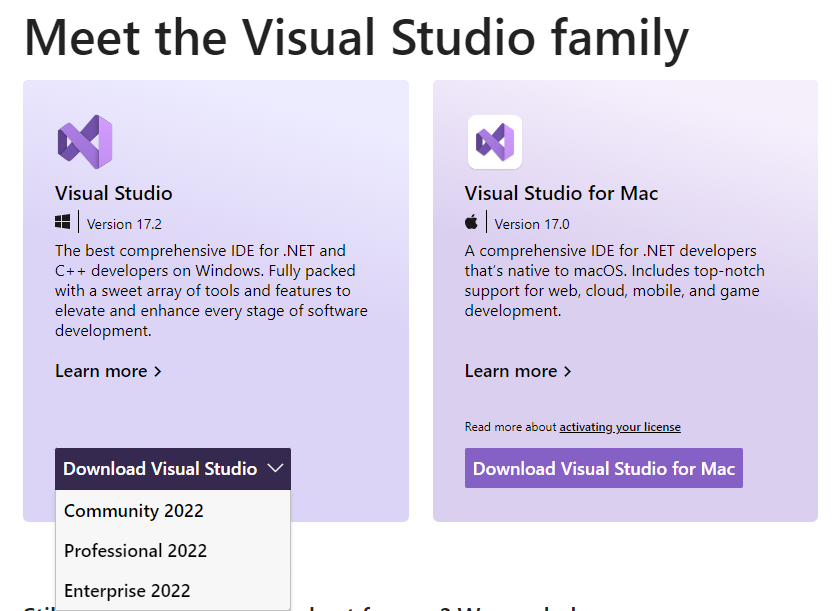 Meet the Visual Studio family
Visual Studio
Version 17.2
The best comprehensive IDE for .NET and
C++ developers on Windows. Fully packed
with a sweet array of tools and features to
elevate and enhance every stage of software
development.
Learn more
Download Visual Studio
Community 2022
Professional 2022
Enterprise 2022
Visual Studio for Mac
Version 17.0
A comprehensive IDE for .NET developers
that's native to macOS. Includes top-notch
support for web, cloud, mobile, and game
development.
Learn more
Read more about activating your license
Download Visual Studio for Mac